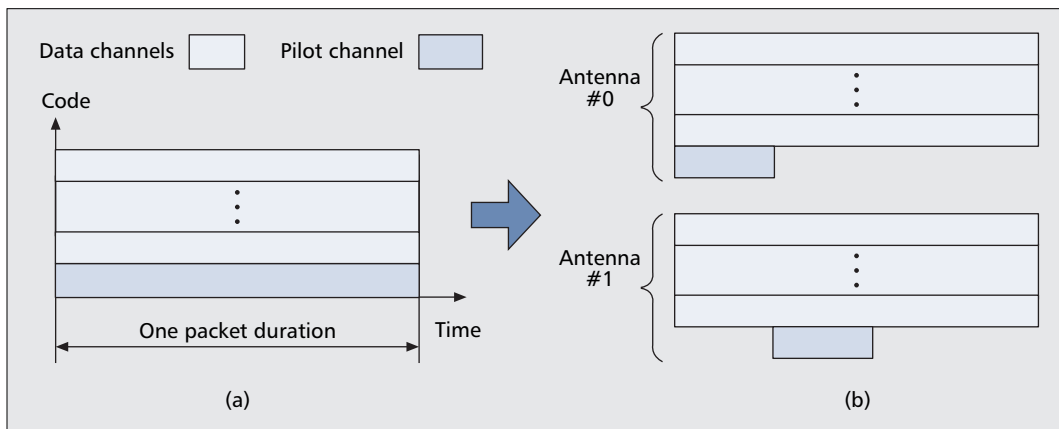 Data channels
Pilot channel
Code
Time
One packet duration
(a)
Antenna
#0
Antenna
#1
(b)